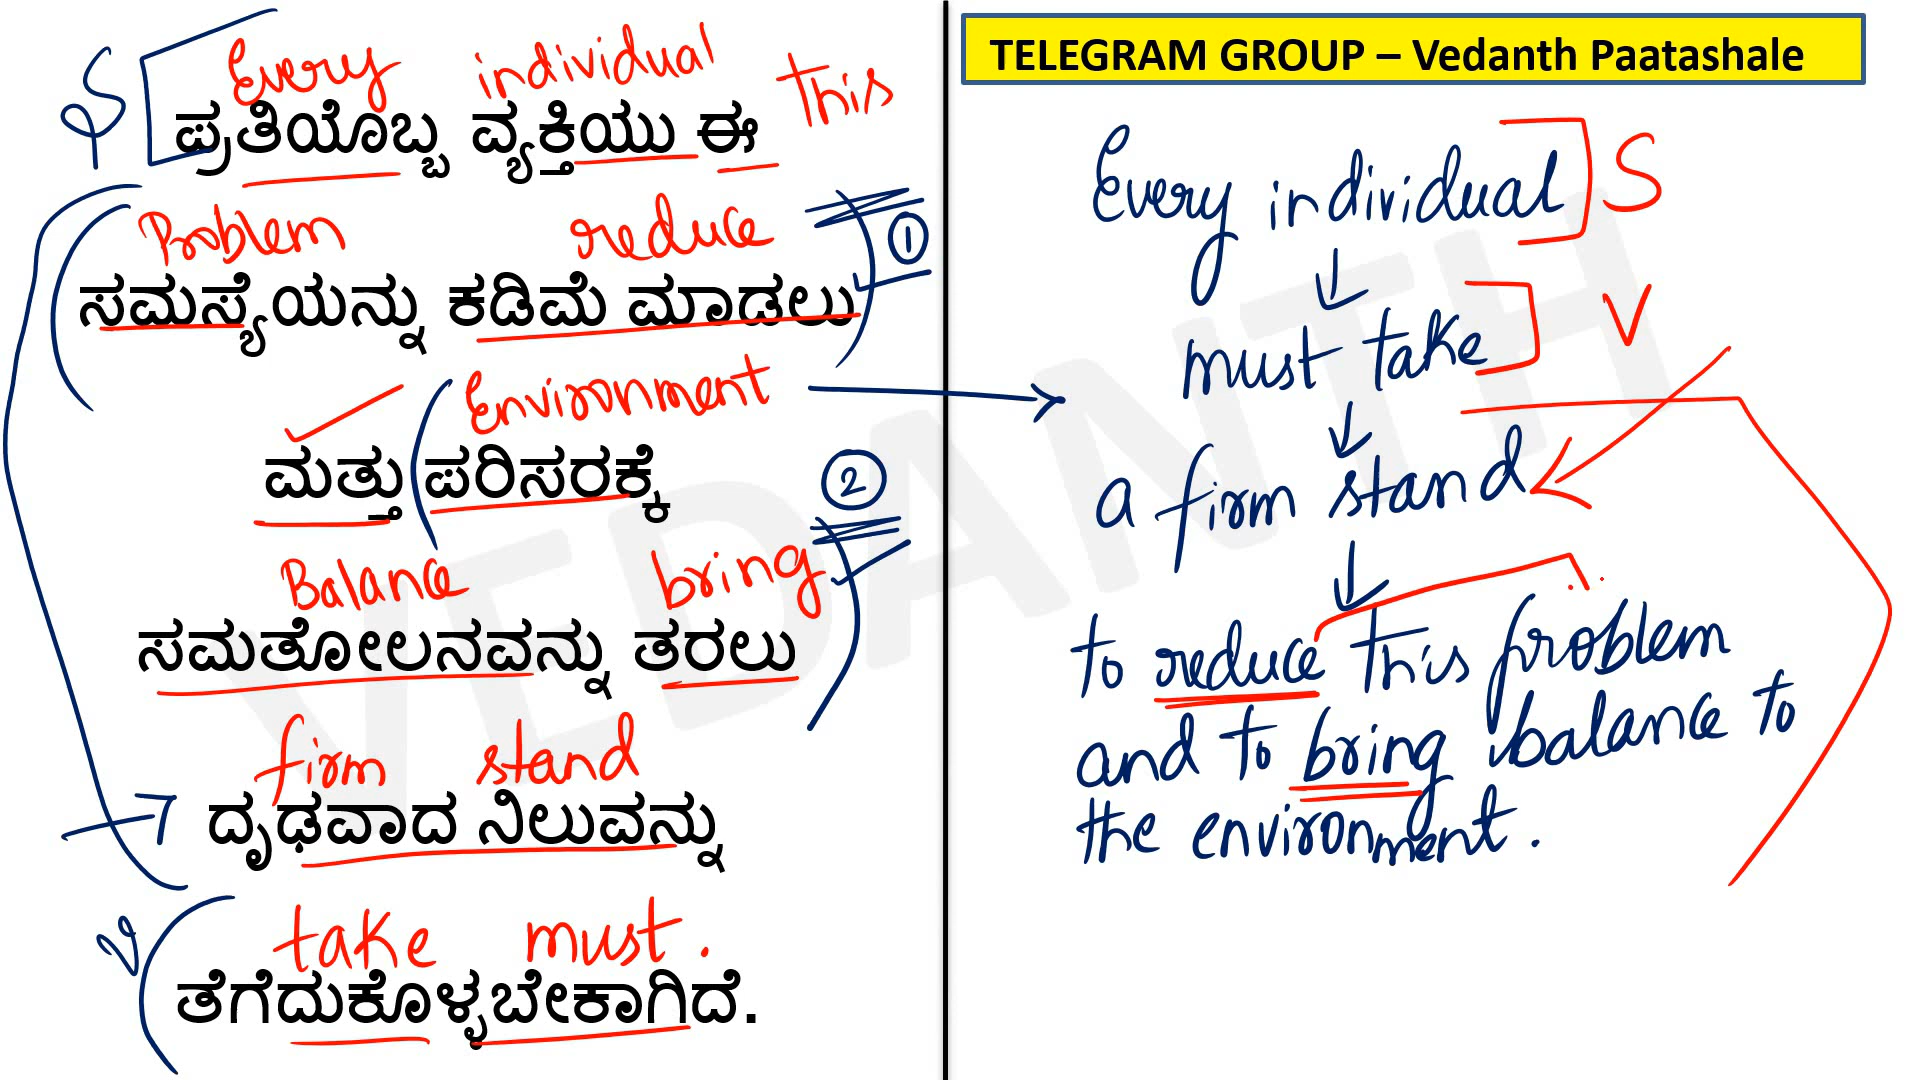 S
Every individual this
ಪ್ರತಿಯೊಬ್ಬ ವ್ಯಕ್ತಿಯು ಈ
Problem reduce 1
ಸಮಸ್ಯೆಯನ್ನು ಕಡಿಮೆ ಮಾಡಲು
Environment
ಮತ್ತು ಪರಿಸರಕ್ಕೆ 2
Balance bring
ಸಮತೋಲನವನ್ನು ತರಲು
firm stand
ದೃಢವಾದ ನಿಲುವನ್ನು
V take must.
ತೆಗೆದುಕೊಳ್ಳಬೇಕಾಗಿದೆ.
TELEGRAM GROUP – Vedanth Paatashale
Every individual S
must take V
a firm stand
to reduce this problem
and to bring balance to
the environment.
VEDANTH